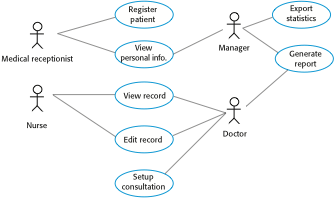 Register
patient
Export
statistics
Medical receptionist
View
personal info.
Manager
Generate
report
Nurse
View record
Edit record
Doctor
Setup
consultation